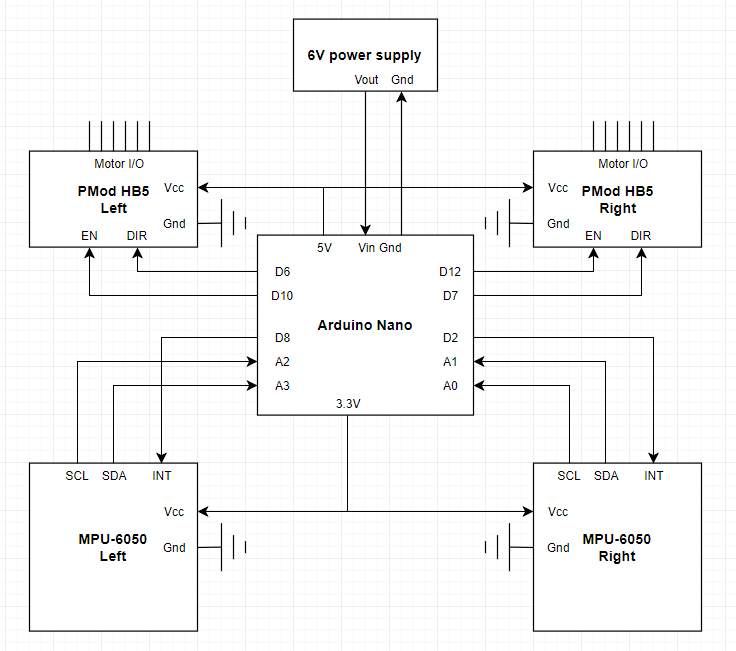 6V power supply
Vout Gnd
Motor I/O
PMod HB5
Left
Vcc
Gnd
EN DIR
Motor I/O
Vcc
PMod HB5
Right
Gnd
EN DIR
5V Vin Gnd
D6 D12
D10 D7
Arduino Nano
D8 D2
A2 A1
A3 A0
3.3V
SCL SDA INT
Vcc
MPU-6050
Left
Gnd
SCL SDA INT
Vcc
MPU-6050
Right
Gnd